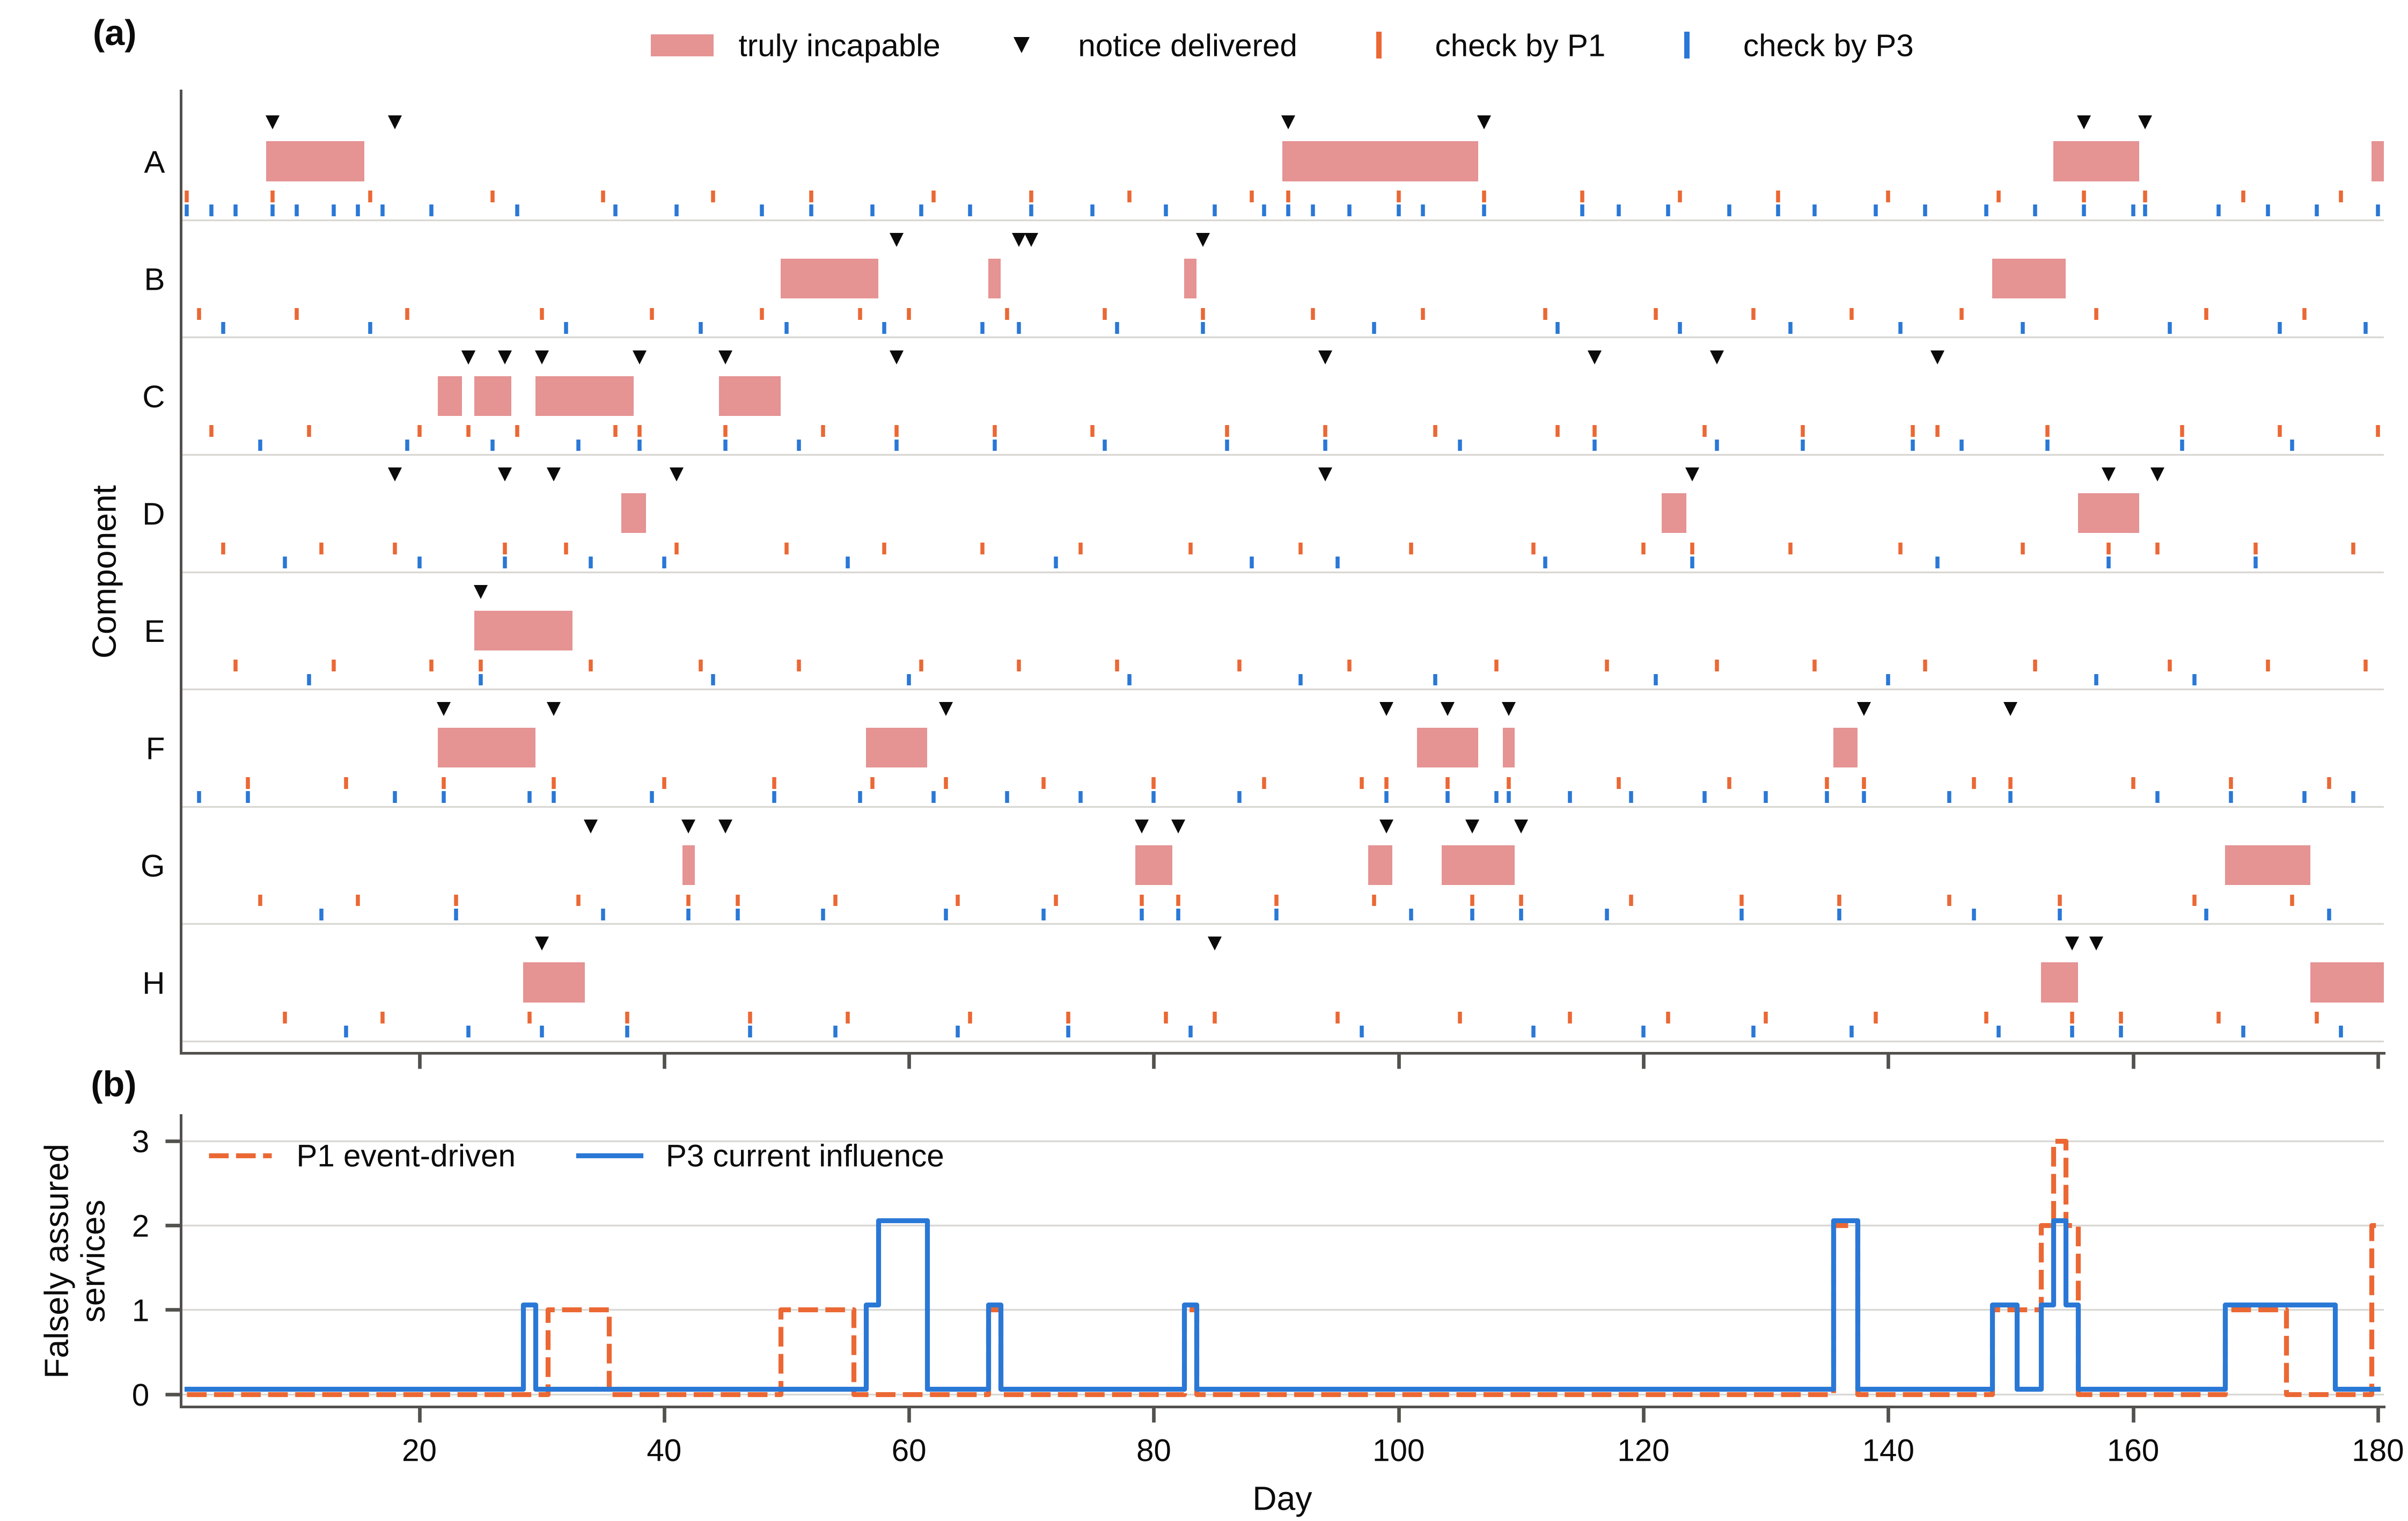 (a)
truly incapable
notice delivered
check by P1
check by P3
A
B
C
D
E
F
G
H
Component
(b)
Falsely assured
services
3
2
1
0
P1 event-driven
P3 current influence
20
40
60
80
100
120
140
160
180
Day